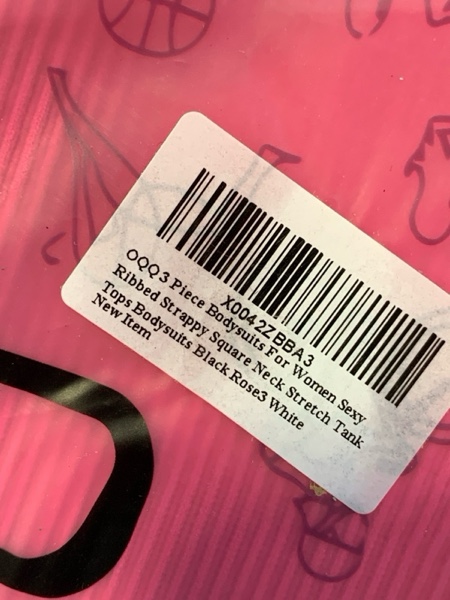 X0042ZBBA3
OQQ 3 Piece Bodysuits For Women Sexy
Ribbed Strappy Square Neck Stretch Tank
Tops Bodysuits Black Rose3 White
New Item